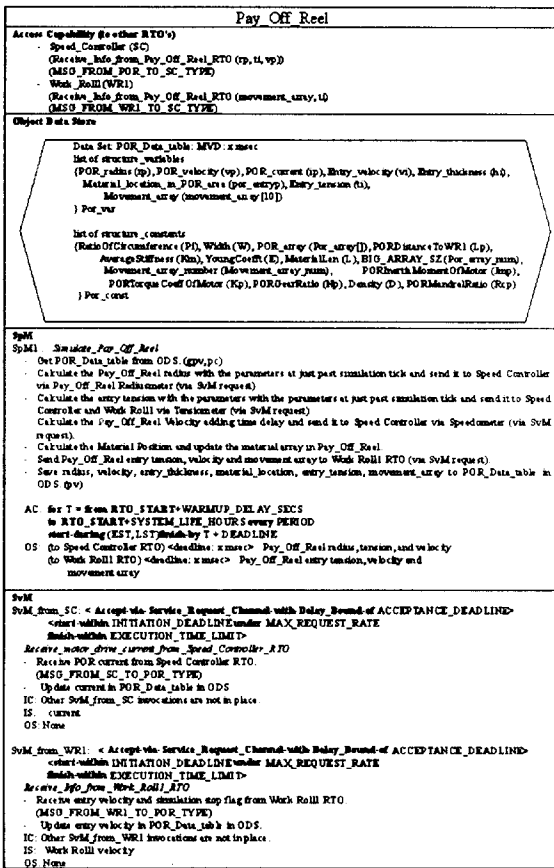 Pay_Off_Reel
Access Capability (to other RTO's)
- Speed_Controller (SC)
(Receive_Info_from_Pay_Off_Reel_RTO (rp, ti, vp))
(MSG_FROM_POR_TO_SC_TYPE)
- Work_Roll1 (WR1)
(Receive_Info_from_Pay_Off_Reel_RTO (movement_array, ti)
(MSG_FROM_WR1_TO_SC_TYPE)
Object Data Store
Data Set: POR_Data_table: MVD: x msec
list of structure_variables
{POR_radius (rp), POR_velocity (vp), POR_current (ip), Entry_velocity (vi), Entry_thickness (hi),
Material_location_in_POR_area (por_entryp), Entry_tension (ti),
Movement_array (movement_array [10])
} Por_var
list of structure_constants
{RatioOfCircumference (PI), Width (W), POR_array (Por_array[]), PORDistanceToWR1 (Lp),
AverageStiffness (Km), YoungCoeff (E), MaterialLen (L), BIG_ARRAY_SZ (Por_array_num),
Movement_array_number (Movement_array_num), PORInertiaMomentOfMotor (Jmp),
PORTorqueCoeffOfMotor (Kp), PORGearRatio (Np), Density (D), PORMandrelRatio (Rcp)
} Por_const
SpM
SpM1 : Simulate_Pay_Off_Reel
- Get POR_Data_table from ODS. (gpv, pc)
- Calculate the Pay_Off_Reel radius with the parameters at just past simulation tick and send it to Speed Controller
via Pay_Off_Reel Radiusmeter (via SvM request)
- Calculate the entry tension with the parameters with the parameters at just past simulation tick and send it to Speed
Controller and Work Roll1 via Tensiometer (via SvM request)
Calculate the Pay_Off_Reel Velocity adding time delay and send it to Speed Controller via Speedometer (via SvM
request).
- Calculate the Material Position and update the material array in Pay_Off_Reel
- Send Pay_Off_Reel entry tension, velocity and movement array to Work Roll1 RTO (via SvM request).
- Save radius, velocity, entry_thickness, material_location, entry_tension, movement_array to POR_Data_table in
ODS. (pv)
AC: for T = from RTO_START+WARMUP_DELAY_SECS
to RTO_START+SYSTEM_LIFE_HOURS every PERIOD
start-during (EST, LST) finish-by T + DEADLINE
OS: (to Speed Controller RTO) <deadline: x msec> Pay_Off_Reel radius, tension, and velocity
(to Work Roll1 RTO) <deadline: x msec> Pay_Off_Reel entry tension, velocity and
movement array
SvM
SvM_from_SC: < Accept-via-Service_Request_Channel-with Delay_Bound-of ACCEPTANCE_DEADLINE>
<start-within INITIATION_DEADLINE under MAX_REQUEST_RATE
finish-within EXECUTION_TIME_LIMIT>
Receive_motor_drive_current_from_Speed_Controller_RTO
- Receive POR current from Speed Controller RTO.
(MSG_FROM_SC_TO_POR_TYPE)
- Update current in POR_Data_table in ODS
IC: Other SvM_from_SC invocations are not in place.
IS: current
OS: None
SvM_from_WR1: < Accept-via-Service_Request_Channel-with Delay_Bound-of ACCEPTANCE_DEADLINE>
<start-within INITIATION_DEADLINE under MAX_REQUEST_RATE
finish-within EXECUTION_TIME_LIMIT>
Receive_Info_from_Work_Roll1_RTO
- Receive entry velocity and simulation stop flag from Work Roll1 RTO.
(MSG_FROM_WR1_TO_POR_TYPE)
- Update entry velocity in POR_Data_table in ODS.
IC: Other SvM_from_WR1 invocations are not in place.
IS: Work Roll1 velocity
OS: None